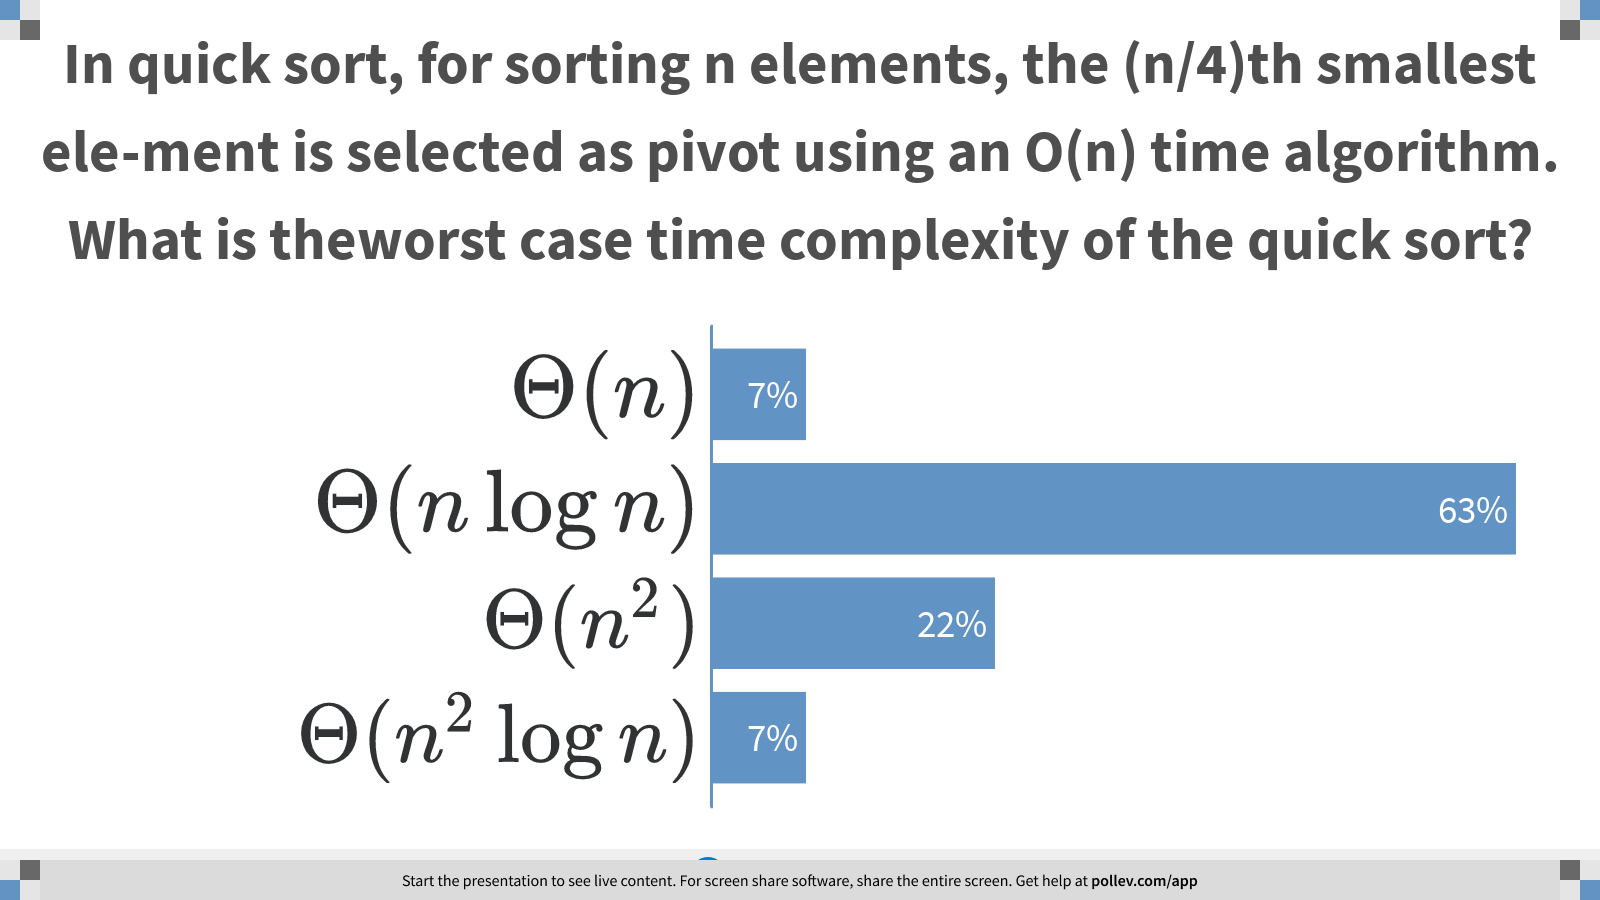 In quick sort, for sorting n elements, the (n/4)th smallest
ele-ment is selected as pivot using an O(n) time algorithm.
What is theworst case time complexity of the quick sort?
Θ(n) 7%
Θ(n log n) 63%
Θ(n²) 22%
Θ(n² log n) 7%
Start the presentation to see live content. For screen share software, share the entire screen. Get help at pollev.com/app